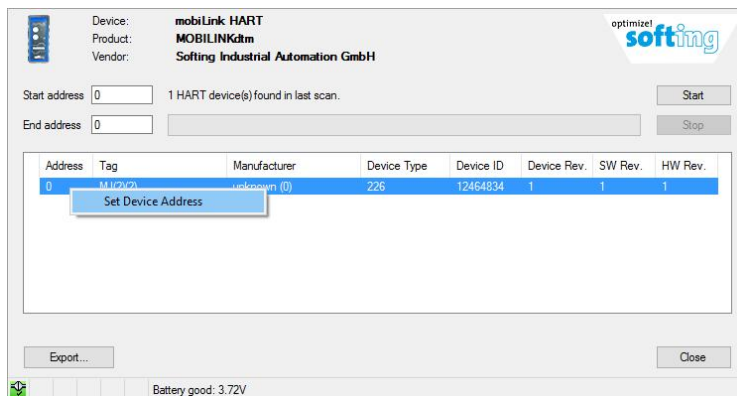 Device: mobiLink HART
Product: MOBILINKdtm
Vendor: Softing Industrial Automation GmbH
optimize!
softing
Start address 0 1 HART device(s) found in last scan. Start
End address 0 Stop
Address Tag Manufacturer Device Type Device ID Device Rev. SW Rev. HW Rev.
0 unknown (0) 226 12464834 1 1 1
Set Device Address
Export... Close
Battery good: 3.72V